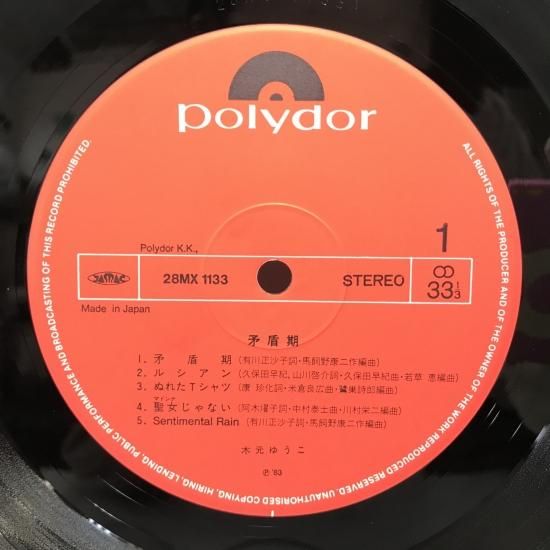 polydor
Polydor K.K.,
1
JASRAC
28MX 1133
STEREO
33 1/3
Made in Japan
矛盾期
1. 矛盾期 (有川正沙子詞・馬飼野康二作編曲)
2. ルシアン (久保田早紀, 山川啓介詞・久保田早紀曲・若草 恵編曲)
3. ぬれたTシャツ (康 珍化詞・米倉良広曲・鷺巣詩郎編曲)
マドンナ
4. 聖女じゃない (阿木燿子詞・中村泰士曲・川村栄二編曲)
5. Sentimental Rain (有川正沙子詞・馬飼野康二作編曲)
木元ゆうこ
Ⓟ '83
ALL RIGHTS OF THE PRODUCER AND OF THE OWNER OF THE WORK REPRODUCED RESERVED. UNAUTHORISED COPYING, HIRING, LENDING, PUBLIC PERFORMANCE AND BROADCASTING OF THIS RECORD PROHIBITED.